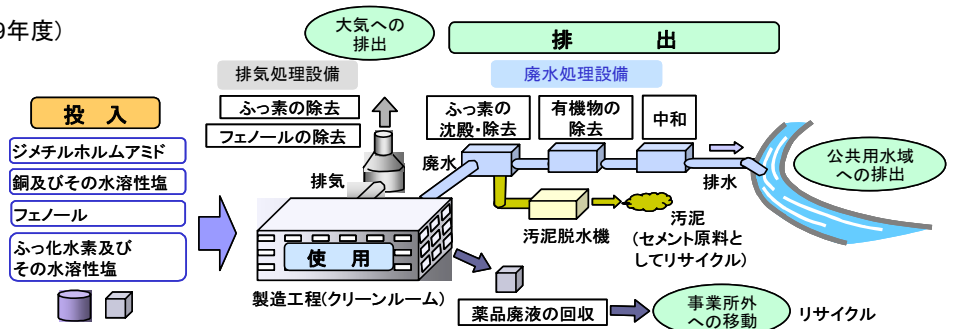 9年度)
大気への
排出
排 出
排気処理設備
廃水処理設備
投 入
ふっ素の除去
フェノールの除去
ふっ素の
沈殿・除去
有機物の
除去
中和
ジメチルホルムアミド
銅及びその水溶性塩
フェノール
ふっ化水素及び
その水溶性塩
排気
廃水
排水
公共用水域
への排出
汚泥脱水機
汚泥
(セメント原料と
してリサイクル)
使 用
製造工程(クリーンルーム)
薬品廃液の回収
事業所外
への移動
リサイクル